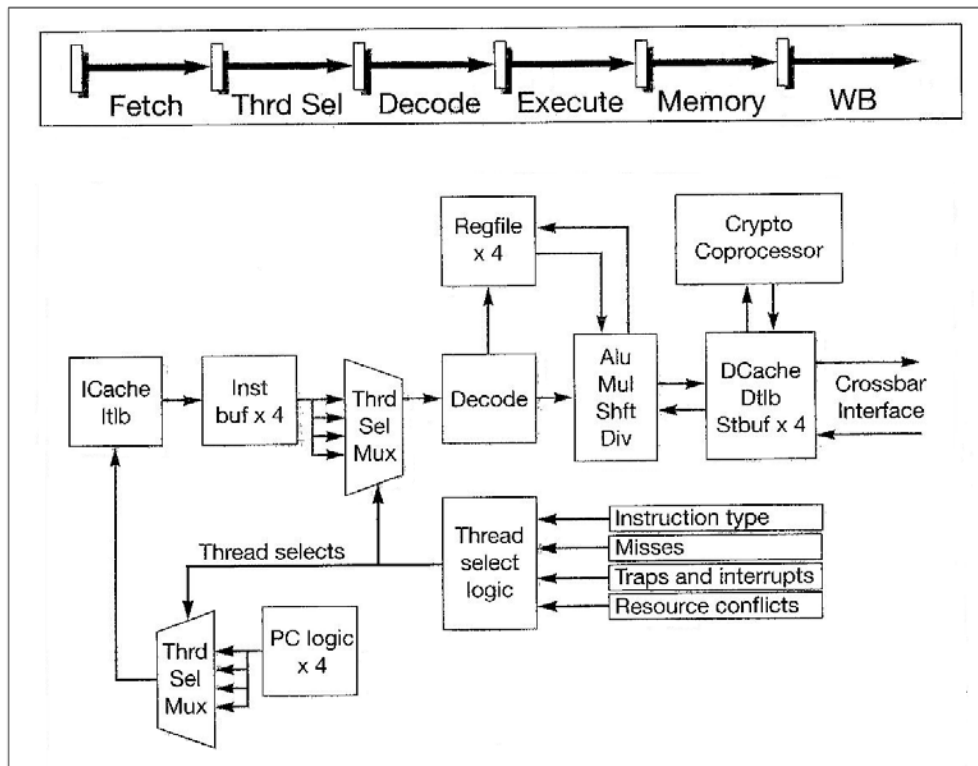 Fetch
Thrd Sel
Decode
Execute
Memory
WB
Regfile
x 4
Crypto
Coprocessor
ICache
Itlb
Inst
buf x 4
Thrd
Sel
Mux
Decode
Alu
Mul
Shft
Div
DCache
Dtlb
Stbuf x 4
Crossbar
Interface
Thread selects
Thread
select
logic
Instruction type
Misses
Traps and interrupts
Resource conflicts
Thrd
Sel
Mux
PC logic
x 4